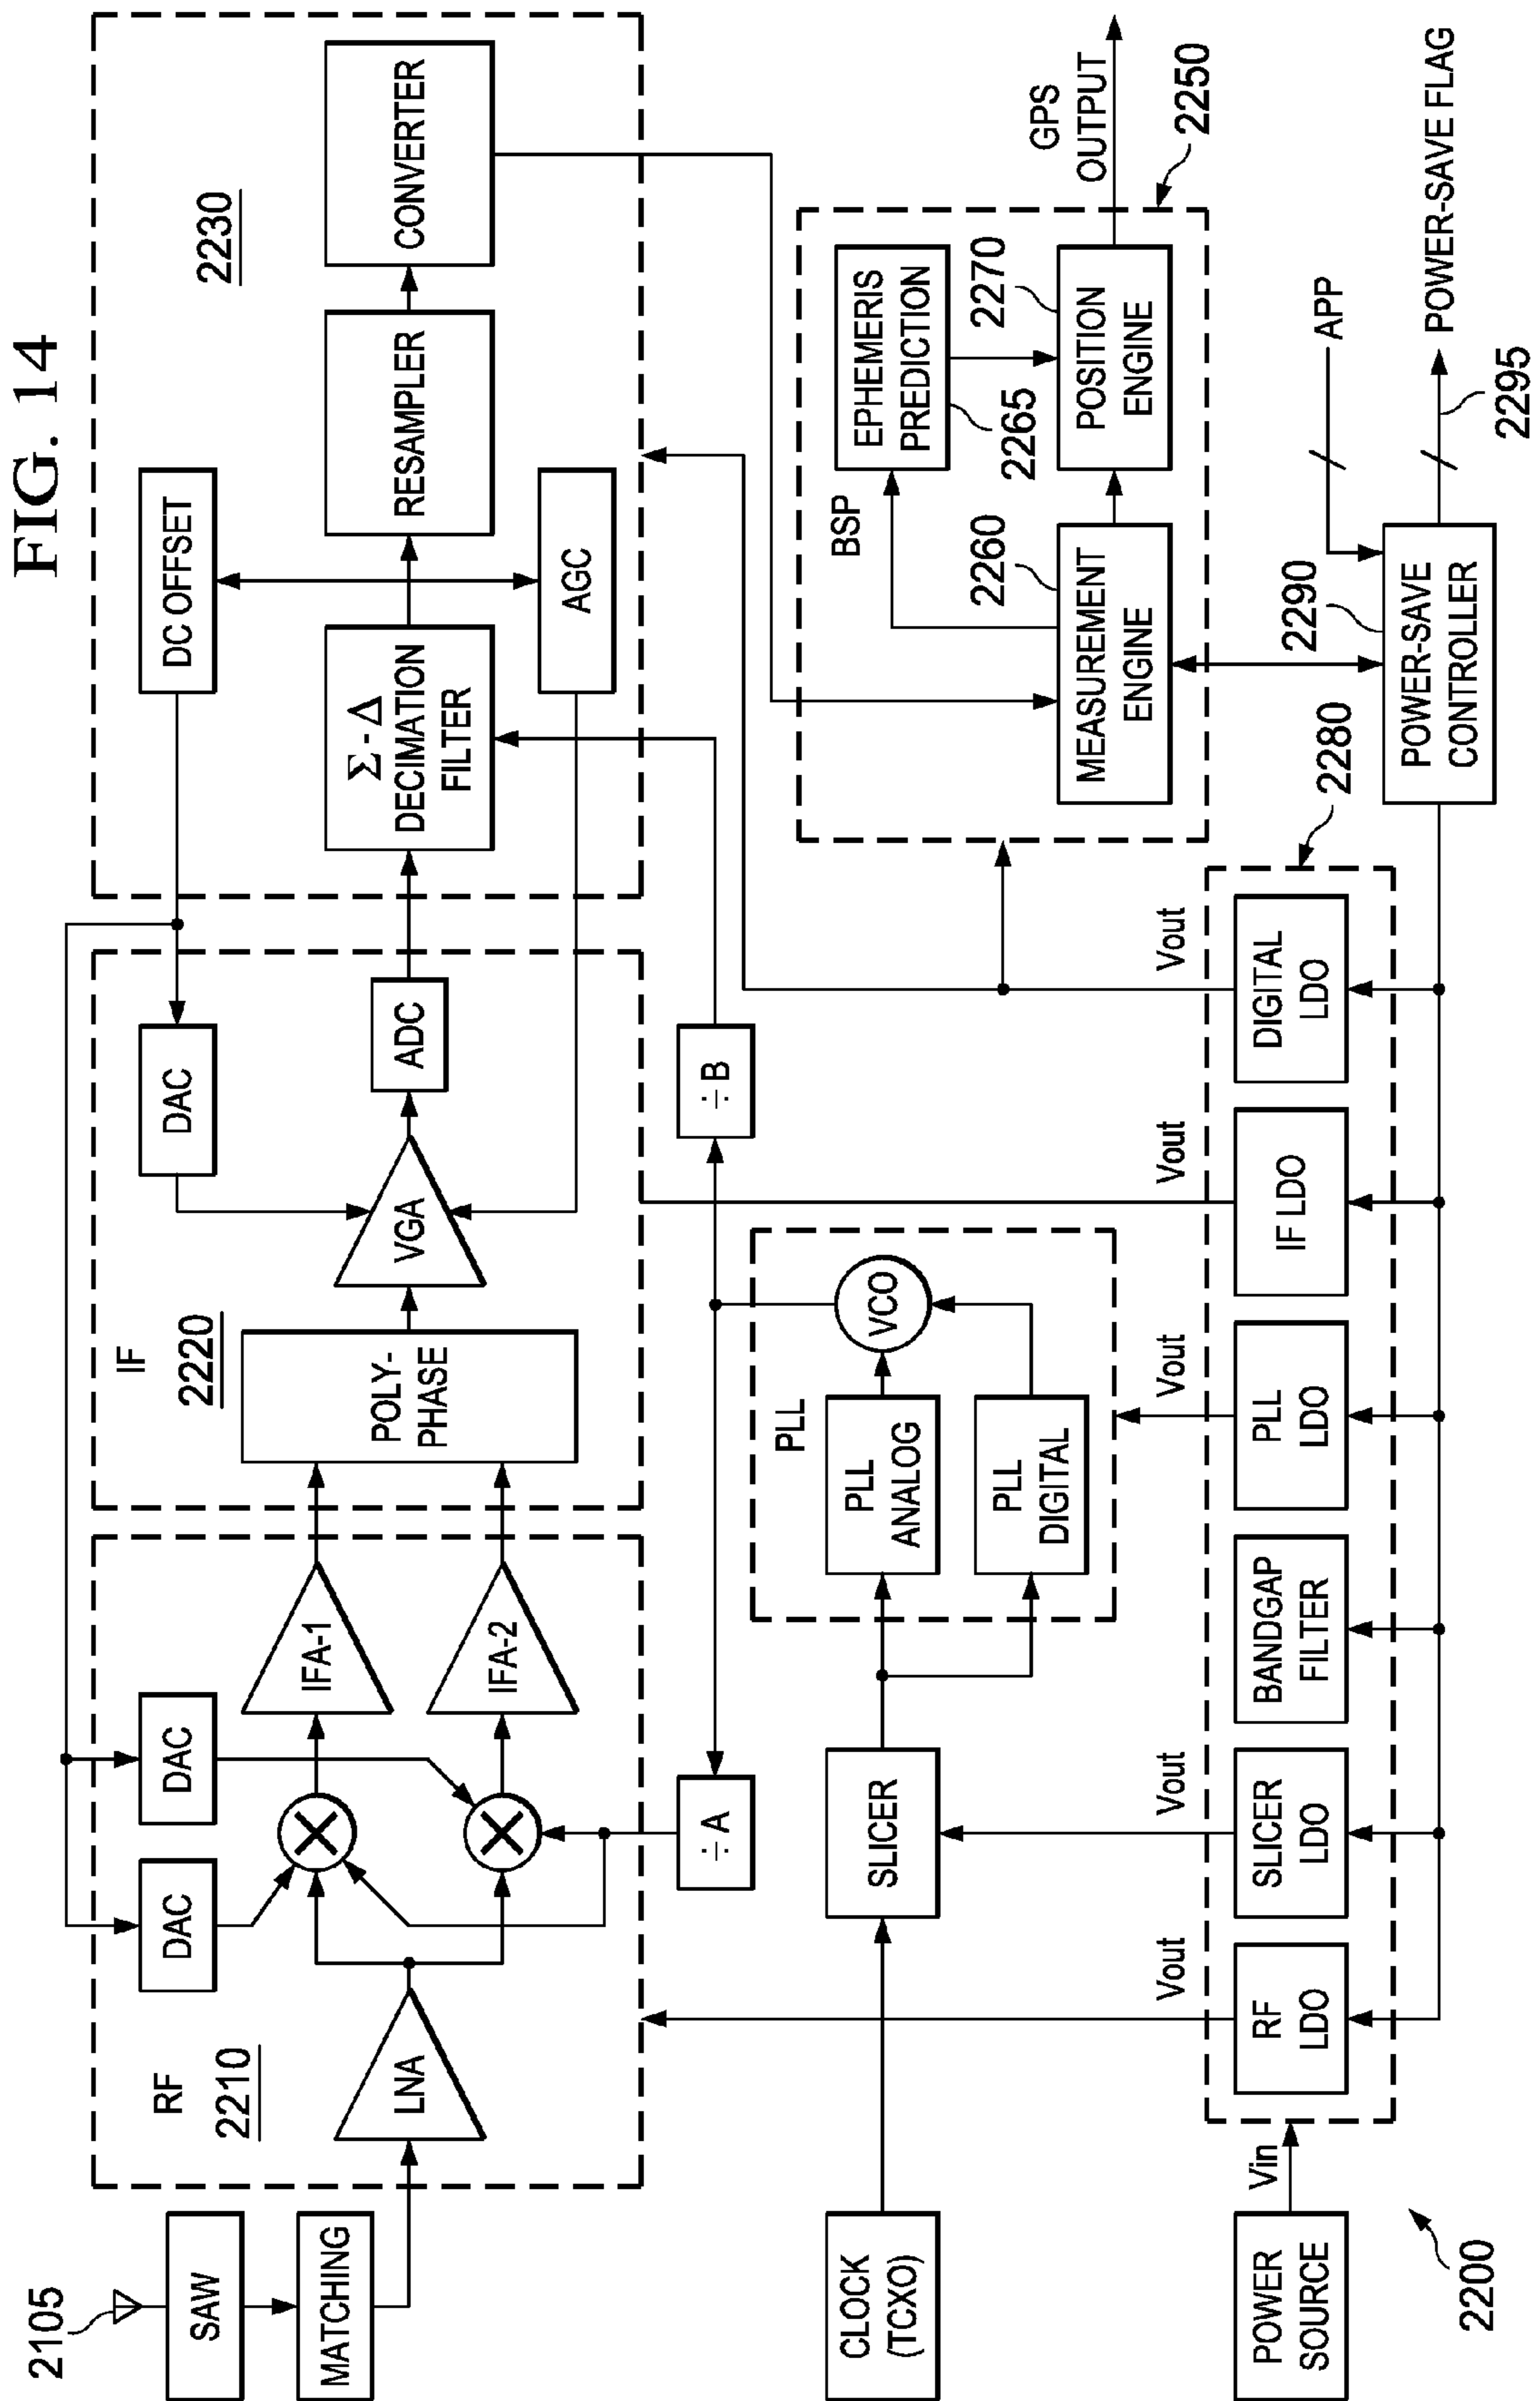 FIG. 14
2105
SAW
MATCHING
RF
2210
LNA
DAC
DAC
IFA-1
IFA-2
IF
2220
POLY-
PHASE
DAC
VGA
ADC
2230
DC OFFSET
Σ-Δ
DECIMATION
FILTER
AGC
RESAMPLER
CONVERTER
÷A
÷B
CLOCK
(TCXO)
SLICER
PLL
PLL
ANALOG
PLL
DIGITAL
VCO
BSP
EPHEMERIS
PREDICTION
2265
2260
MEASUREMENT
ENGINE
2270
POSITION
ENGINE
GPS
OUTPUT
2250
POWER
SOURCE
Vin
2200
Vout
RF
LDO
Vout
SLICER
LDO
BANDGAP
FILTER
Vout
PLL
LDO
Vout
IF LDO
Vout
DIGITAL
LDO
2280
2290
POWER-SAVE
CONTROLLER
APP
POWER-SAVE FLAG
2295